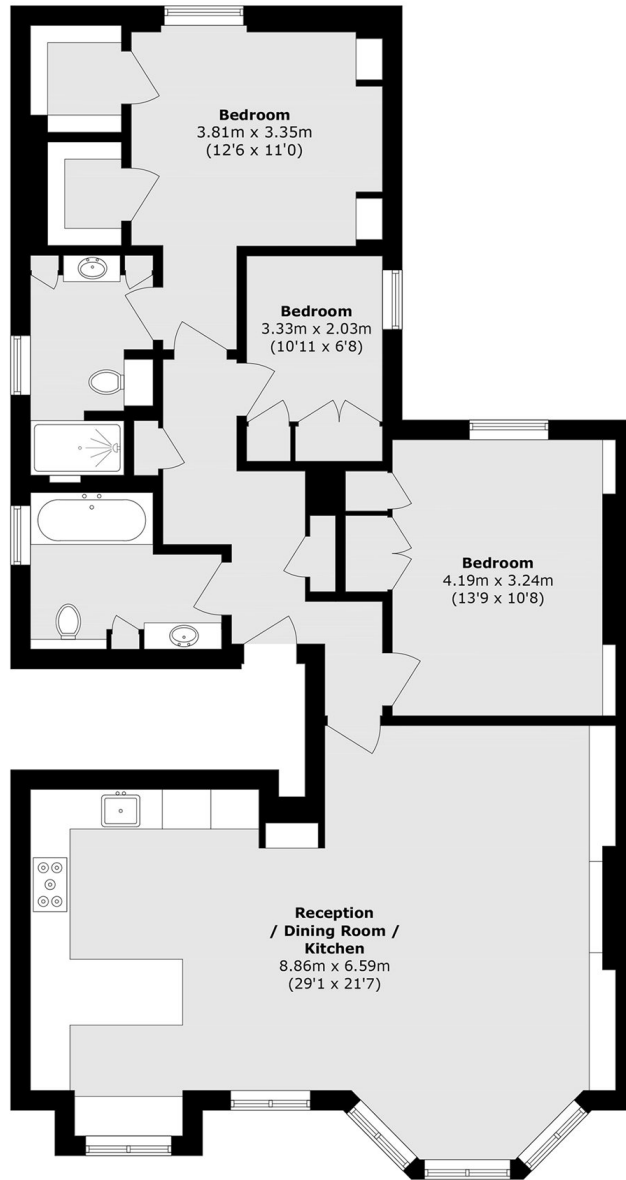 Bedroom
3.81m x 3.35m
(12'6 x 11'0)
Bedroom
3.33m x 2.03m
(10'11 x 6'8)
Bedroom
4.19m x 3.24m
(13'9 x 10'8)
Reception
/ Dining Room /
Kitchen
8.86m x 6.59m
(29'1 x 21'7)